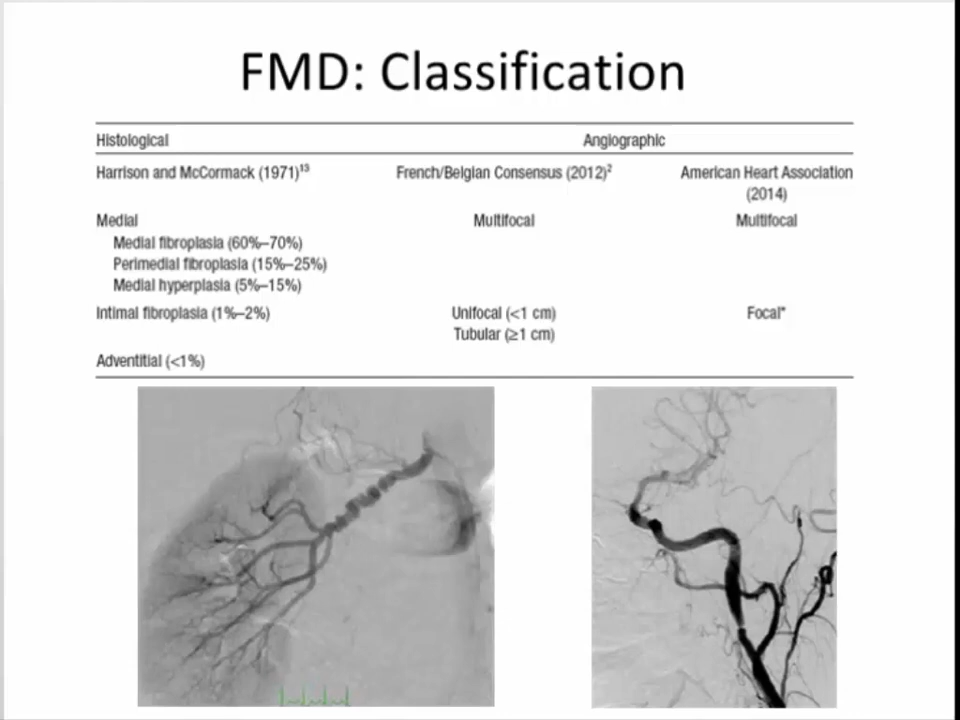 FMD: Classification
Histological Angiographic
Harrison and McCormack (1971)¹³ French/Belgian Consensus (2012)² American Heart Association
(2014)
Medial Multifocal Multifocal
Medial fibroplasia (60%–70%)
Perimedial fibroplasia (15%–25%)
Medial hyperplasia (5%–15%)
Intimal fibroplasia (1%–2%) Unifocal (<1 cm) Focal*
Tubular (≥1 cm)
Adventitial (<1%)